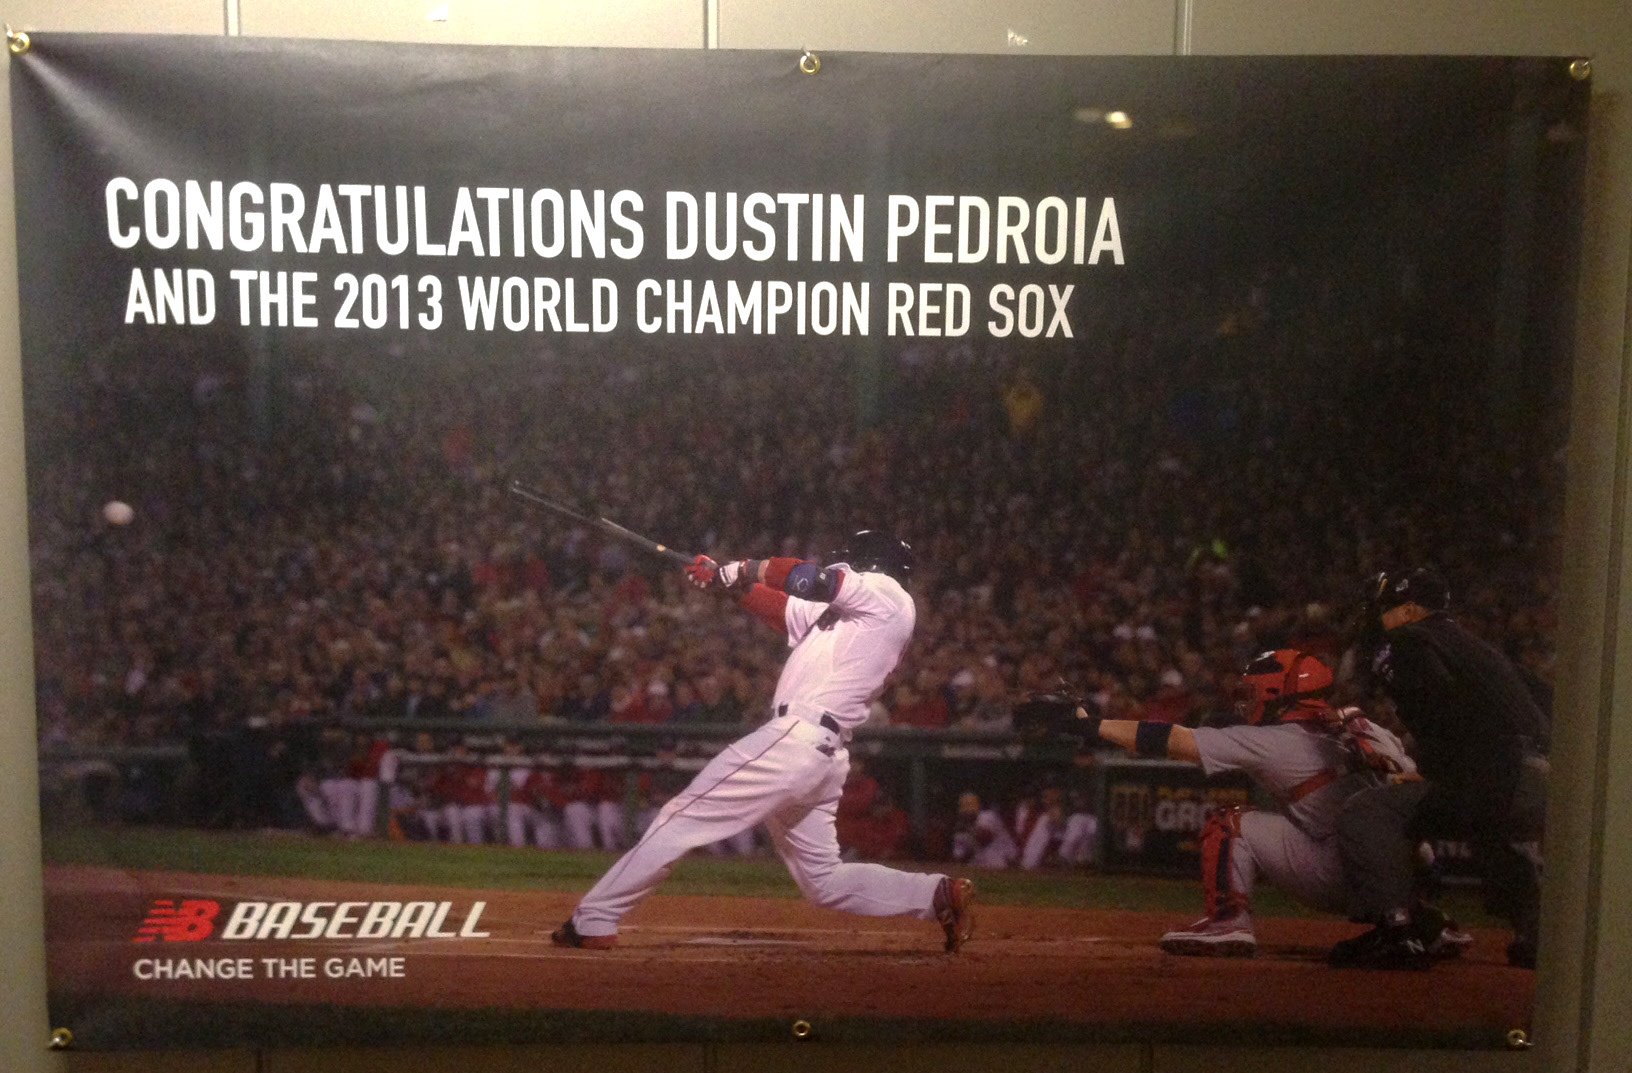 CONGRATULATIONS DUSTIN PEDROIA
AND THE 2013 WORLD CHAMPION RED SOX
NB BASEBALL
CHANGE THE GAME